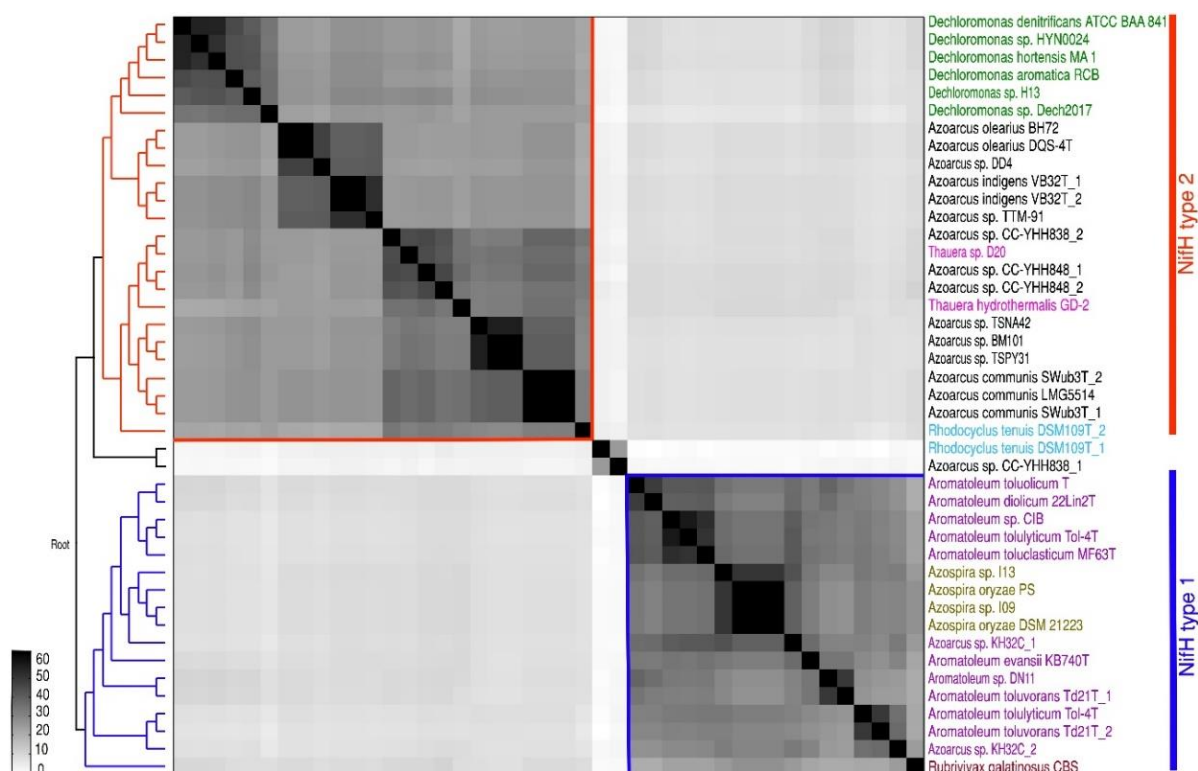 Dechloromonas denitrificans ATCC BAA 841
Dechloromonas sp. HYN0024
Dechloromonas hortensis MA 1
Dechloromonas aromatica RCB
Dechloromonas sp. H13
Dechloromonas sp. Dech2017
Azoarcus olearius BH72
Azoarcus olearius DQS-4T
Azoarcus sp. DD4
Azoarcus indigens VB32T_1
Azoarcus indigens VB32T_2
Azoarcus sp. TTM-91
Azoarcus sp. CC-YHH838_2
Thauera sp. D20
Azoarcus sp. CC-YHH848_1
Azoarcus sp. CC-YHH848_2
Thauera hydrothermalis GD-2
Azoarcus sp. TSNA42
Azoarcus sp. BM101
Azoarcus sp. TSPY31
Azoarcus communis SWub3T_2
Azoarcus communis LMG5514
Azoarcus communis SWub3T_1
Rhodocyclus tenuis DSM109T_2
Rhodocyclus tenuis DSM109T_1
Azoarcus sp. CC-YHH838_1
Aromatoleum toluolicum T
Aromatoleum diolicum 22Lin2T
Aromatoleum sp. CIB
Aromatoleum tolulyticum Tol-4T
Aromatoleum toluclasticum MF63T
Azospira sp. I13
Azospira oryzae PS
Azospira sp. I09
Azospira oryzae DSM 21223
Azoarcus sp. KH32C_1
Aromatoleum evansii KB740T
Aromatoleum sp. DN11
Aromatoleum toluvorans Td21T_1
Aromatoleum tolulyticum Tol-4T
Aromatoleum toluvorans Td21T_2
Azoarcus sp. KH32C_2
Rubrivivax galatinosus CBS
NifH type 2
NifH type 1
Root
60
50
40
30
20
10
0